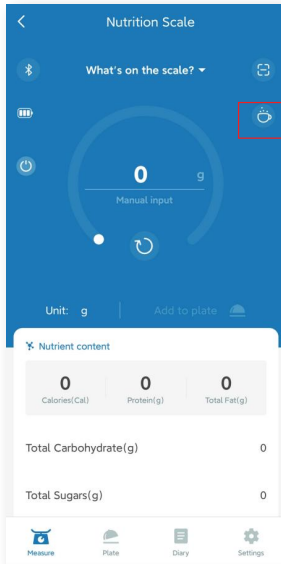 Nutrition Scale
What's on the scale?
0 g
Manual input
Unit: g
Add to plate
Nutrient content
0 0 0
Calories(Cal) Protein(g) Total Fat(g)
Total Carbohydrate(g) 0
Total Sugars(g) 0
Measure Plate Diary Settings